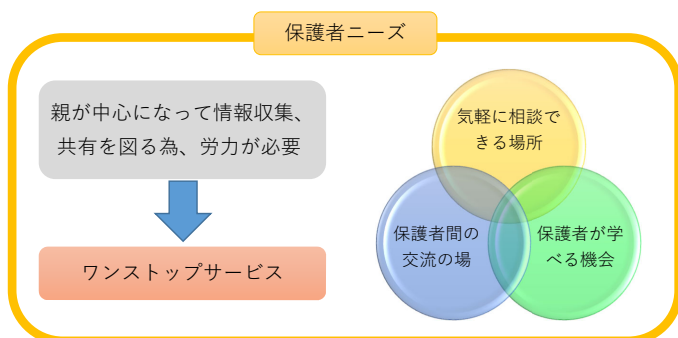 保護者ニーズ
親が中心になって情報収集、
共有を図る為、労力が必要
ワンストップサービス
気軽に相談で
きる場所
保護者間の
交流の場
保護者が学
べる機会